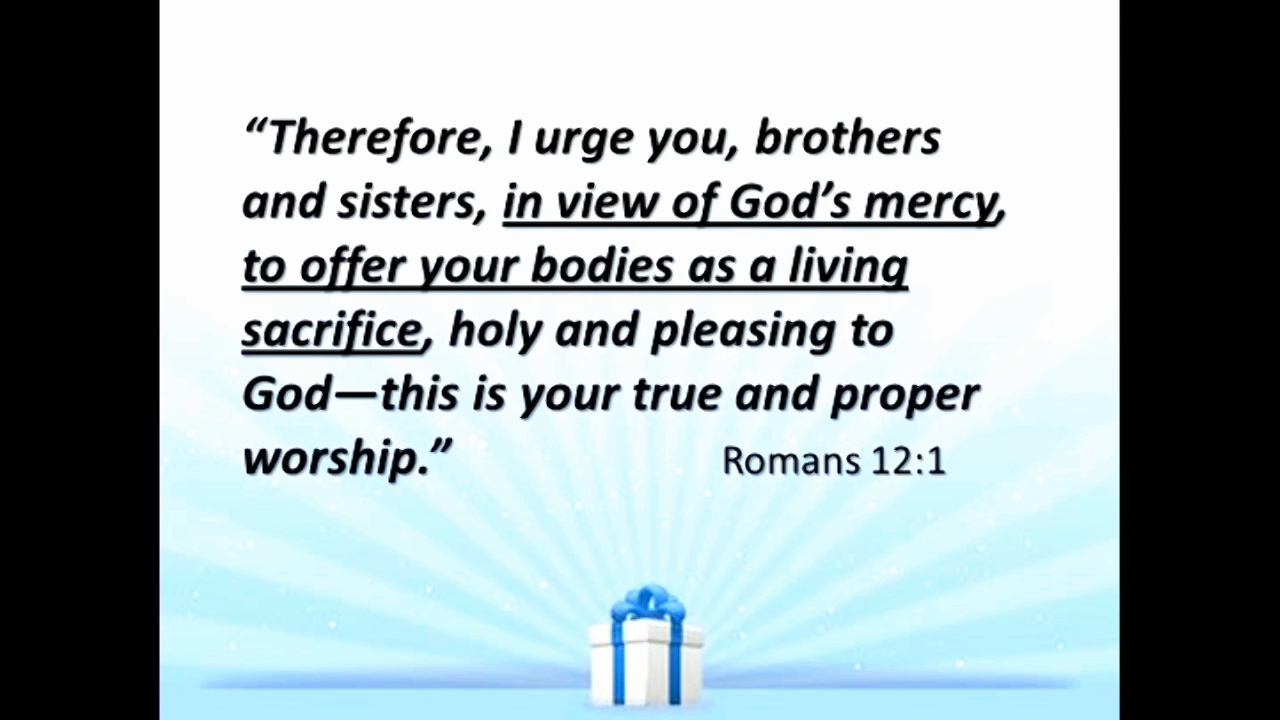 “Therefore, I urge you, brothers
and sisters, in view of God’s mercy,
to offer your bodies as a living
sacrifice, holy and pleasing to
God—this is your true and proper
worship.” Romans 12:1